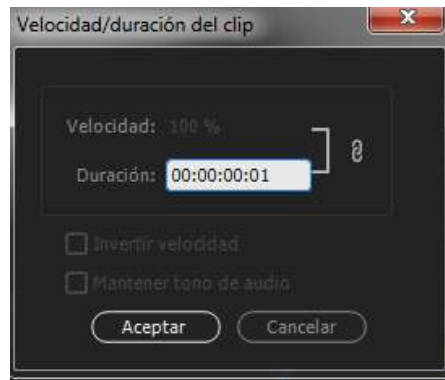 Velocidad/duración del clip
Velocidad: 100 %
Duración: 00:00:00:01
Invertir velocidad
Mantener tono de audio
Aceptar Cancelar